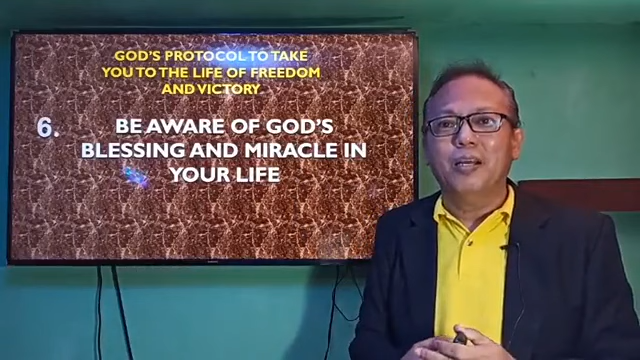 GOD'S PROTOCOL TO TAKE
YOU TO THE LIFE OF FREEDOM
AND VICTORY
6. BE AWARE OF GOD'S
BLESSING AND MIRACLE IN
YOUR LIFE